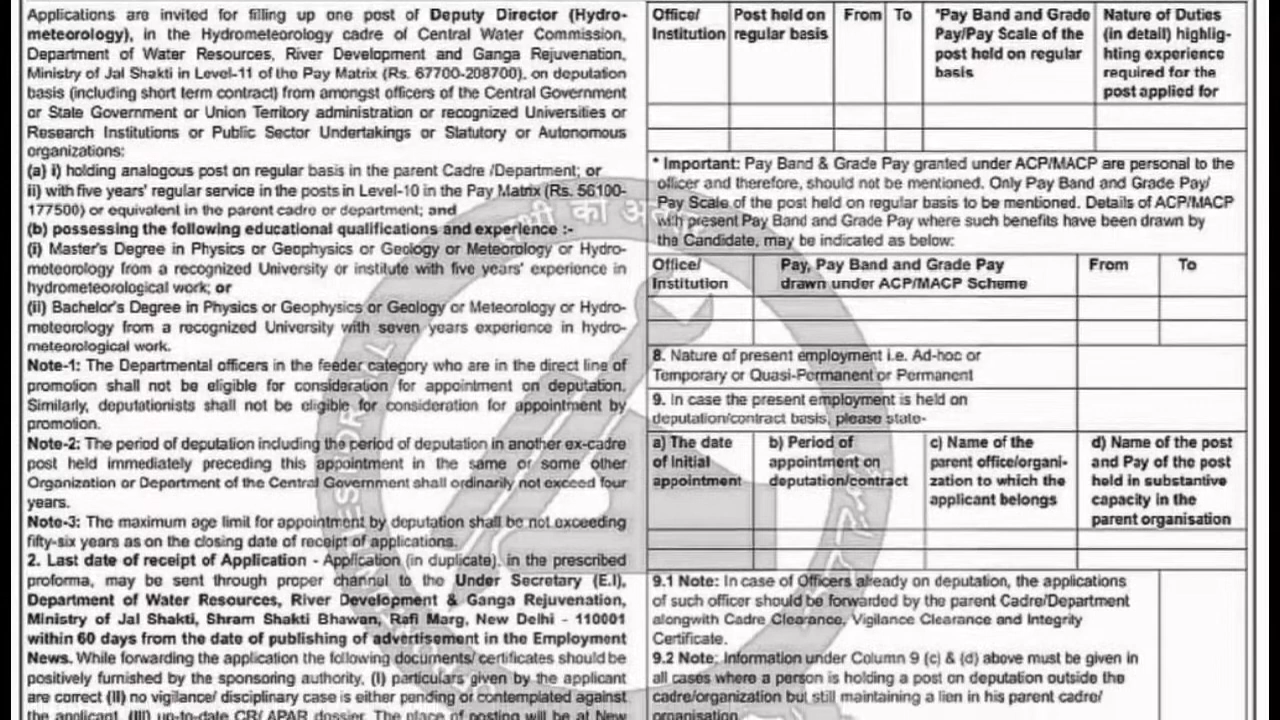 Applications are invited for filling up one post of Deputy Director (Hydro-
meteorology), in the Hydrometeorology cadre of Central Water Commission,
Department of Water Resources, River Development and Ganga Rejuvenation,
Ministry of Jal Shakti in Level-11 of the Pay Matrix (Rs. 67700-208700), on deputation
basis (including short term contract) from amongst officers of the Central Government
or State Government or Union Territory administration or recognized Universities or
Research Institutions or Public Sector Undertakings or Statutory or Autonomous
organizations:
(a) i) holding analogous post on regular basis in the parent Cadre /Department; or
ii) with five years' regular service in the posts in Level-10 in the Pay Matrix (Rs. 56100-
177500) or equivalent in the parent cadre or department; and
(b) possessing the following educational qualifications and experience :-
(i) Master's Degree in Physics or Geophysics or Geology or Meteorology or Hydro-
meteorology from a recognized University or institute with five years' experience in
hydrometeorological work; or
(ii) Bachelor's Degree in Physics or Geophysics or Geology or Meteorology or Hydro-
meteorology from a recognized University with seven years experience in hydro-
meteorological work.
Note-1: The Departmental officers in the feeder category who are in the direct line of
promotion shall not be eligible for consideration for appointment on deputation.
Similarly, deputationists shall not be eligible for consideration for appointment by
promotion.
Note-2: The period of deputation including the period of deputation in another ex-cadre
post held immediately preceding this appointment in the same or some other
Organization or Department of the Central Government shall ordinarily not exceed four
years.
Note-3: The maximum age limit for appointment by deputation shall be not exceeding
fifty-six years as on the closing date of receipt of applications.
2. Last date of receipt of Application - Application (in duplicate), in the prescribed
proforma, may be sent through proper channel to the Under Secretary (E.I),
Department of Water Resources, River Development & Ganga Rejuvenation,
Ministry of Jal Shakti, Shram Shakti Bhawan, Rafi Marg, New Delhi - 110001
within 60 days from the date of publishing of advertisement in the Employment
News. While forwarding the application the following documents/ certificates should be
positively furnished by the sponsoring authority, (I) particulars given by the applicant
are correct (II) no vigilance/ disciplinary case is either pending or contemplated against
the applicant, (III) up-to-date CR/ APAR dossier. The place of posting will be at New
Office/ Institution
Post held on regular basis
From
To
*Pay Band and Grade Pay/Pay Scale of the post held on regular basis
Nature of Duties (in detail) highlig-hting experience required for the post applied for
* Important: Pay Band & Grade Pay granted under ACP/MACP are personal to the
officer and therefore, should not be mentioned. Only Pay Band and Grade Pay/
Pay Scale of the post held on regular basis to be mentioned. Details of ACP/MACP
with present Pay Band and Grade Pay where such benefits have been drawn by
the Candidate, may be indicated as below:
Office/ Institution
Pay, Pay Band and Grade Pay drawn under ACP/MACP Scheme
From
To
8. Nature of present employment i.e. Ad-hoc or
Temporary or Quasi-Permanent or Permanent
9. In case the present employment is held on
deputation/contract basis, please state-
a) The date of Initial appointment
b) Period of appointment on deputation/contract
c) Name of the parent office/organi-zation to which the applicant belongs
d) Name of the post and Pay of the post held in substantive capacity in the parent organisation
9.1 Note: In case of Officers already on deputation, the applications
of such officer should be forwarded by the parent Cadre/Department
alongwith Cadre Clearance, Vigilance Clearance and Integrity
Certificate.
9.2 Note: Information under Column 9 (c) & (d) above must be given in
all cases where a person is holding a post on deputation outside the
cadre/organization but still maintaining a lien in his parent cadre/
organisation.